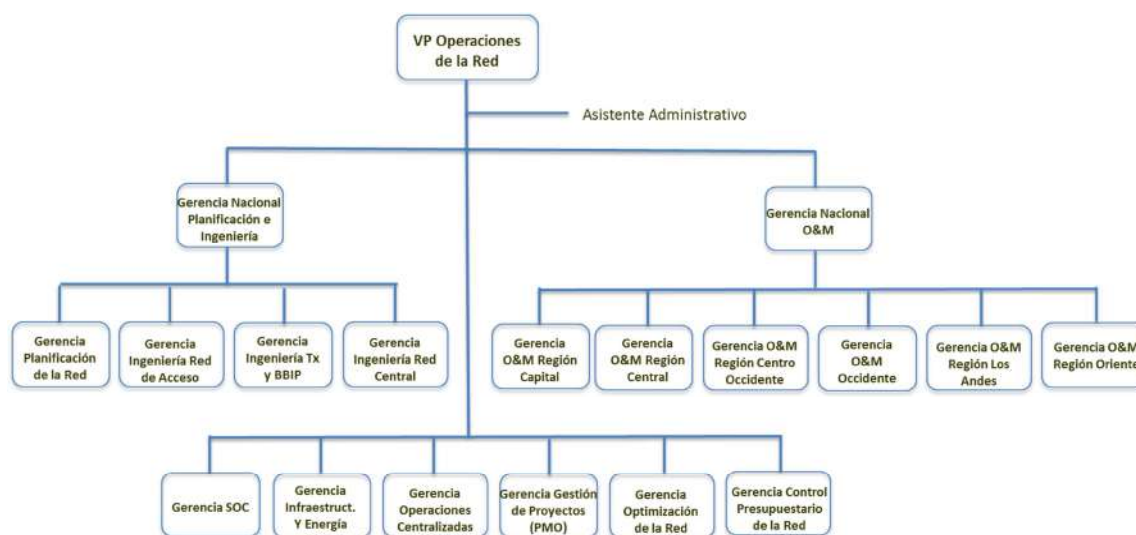 VP Operaciones
de la Red
Asistente Administrativo
Gerencia Nacional
Planificación e
Ingeniería
Gerencia Nacional
O&M
Gerencia
Planificación
de la Red
Gerencia
Ingeniería Red
de Acceso
Gerencia
Ingeniería Tx
y BBIP
Gerencia
Ingeniería Red
Central
Gerencia
O&M Región
Capital
Gerencia
O&M Región
Central
Gerencia O&M
Región Centro
Occidente
Gerencia
O&M
Occidente
Gerencia O&M
Región Los
Andes
Gerencia O&M
Región Oriente
Gerencia SOC
Gerencia
Infraestruct.
Y Energía
Gerencia
Operaciones
Centralizadas
Gerencia Gestión
de Proyectos
(PMO)
Gerencia
Optimización
de la Red
Gerencia Control
Presupuestario
de la Red